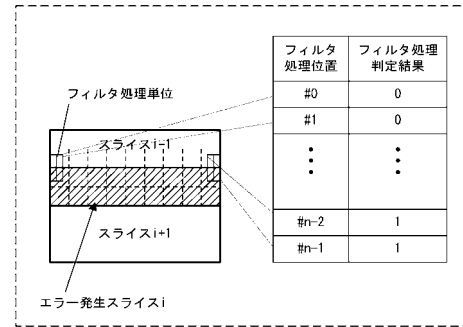 フィルタ処理単位
スライスi-1
スライスi+1
エラー発生スライスi
フィルタ処理位置 フィルタ処理判定結果
#0 0
#1 0
#n-2 1
#n-1 1